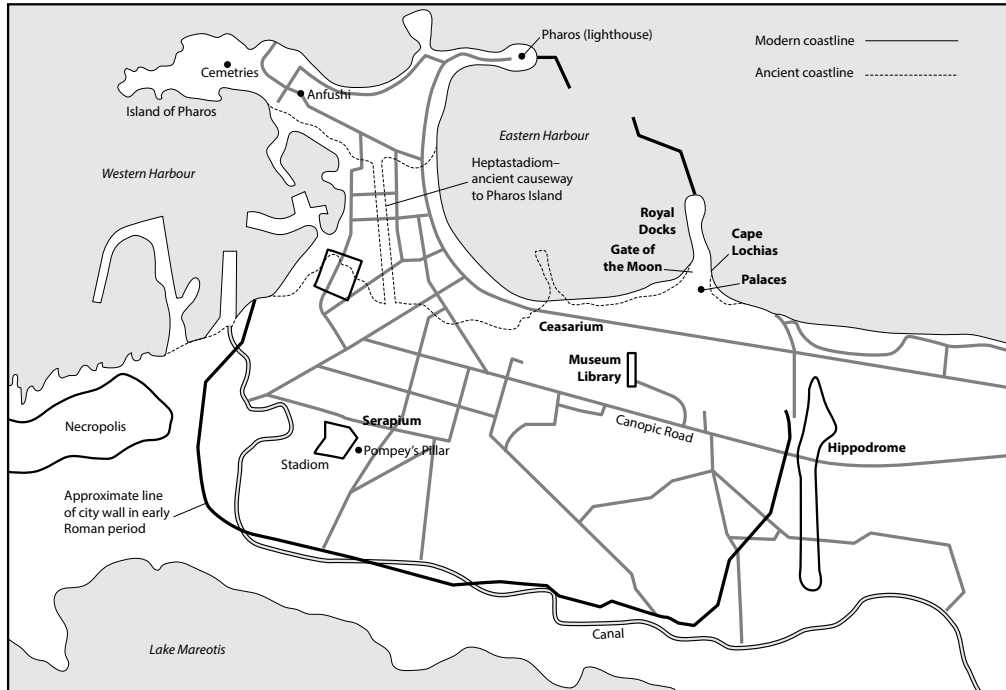 Pharos (lighthouse)
Modern coastline
Ancient coastline
Cemetries
Anfushi
Island of Pharos
Eastern Harbour
Western Harbour
Heptastadiom–
ancient causeway
to Pharos Island
Royal
Docks
Gate of
the Moon
Cape
Lochias
Palaces
Ceasarium
Museum
Library
Necropolis
Serapium
Canopic Road
Stadiom
Pompey's Pillar
Hippodrome
Approximate line
of city wall in early
Roman period
Canal
Lake Mareotis